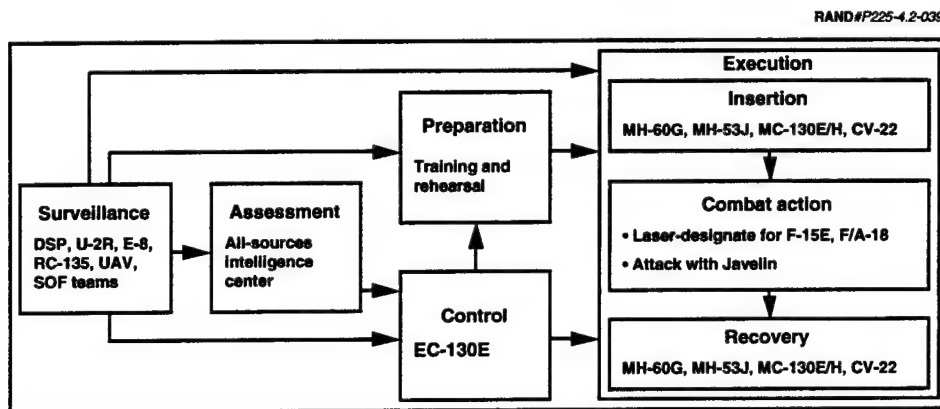 RAND#P225-4.2-039
Execution
Insertion
MH-60G, MH-53J, MC-130E/H, CV-22
Preparation
Training and
rehearsal
Surveillance
DSP, U-2R, E-8,
RC-135, UAV,
SOF teams
Assessment
All-sources
intelligence
center
Combat action
• Laser-designate for F-15E, F/A-18
• Attack with Javelin
Control
EC-130E
Recovery
MH-60G, MH-53J, MC-130E/H, CV-22